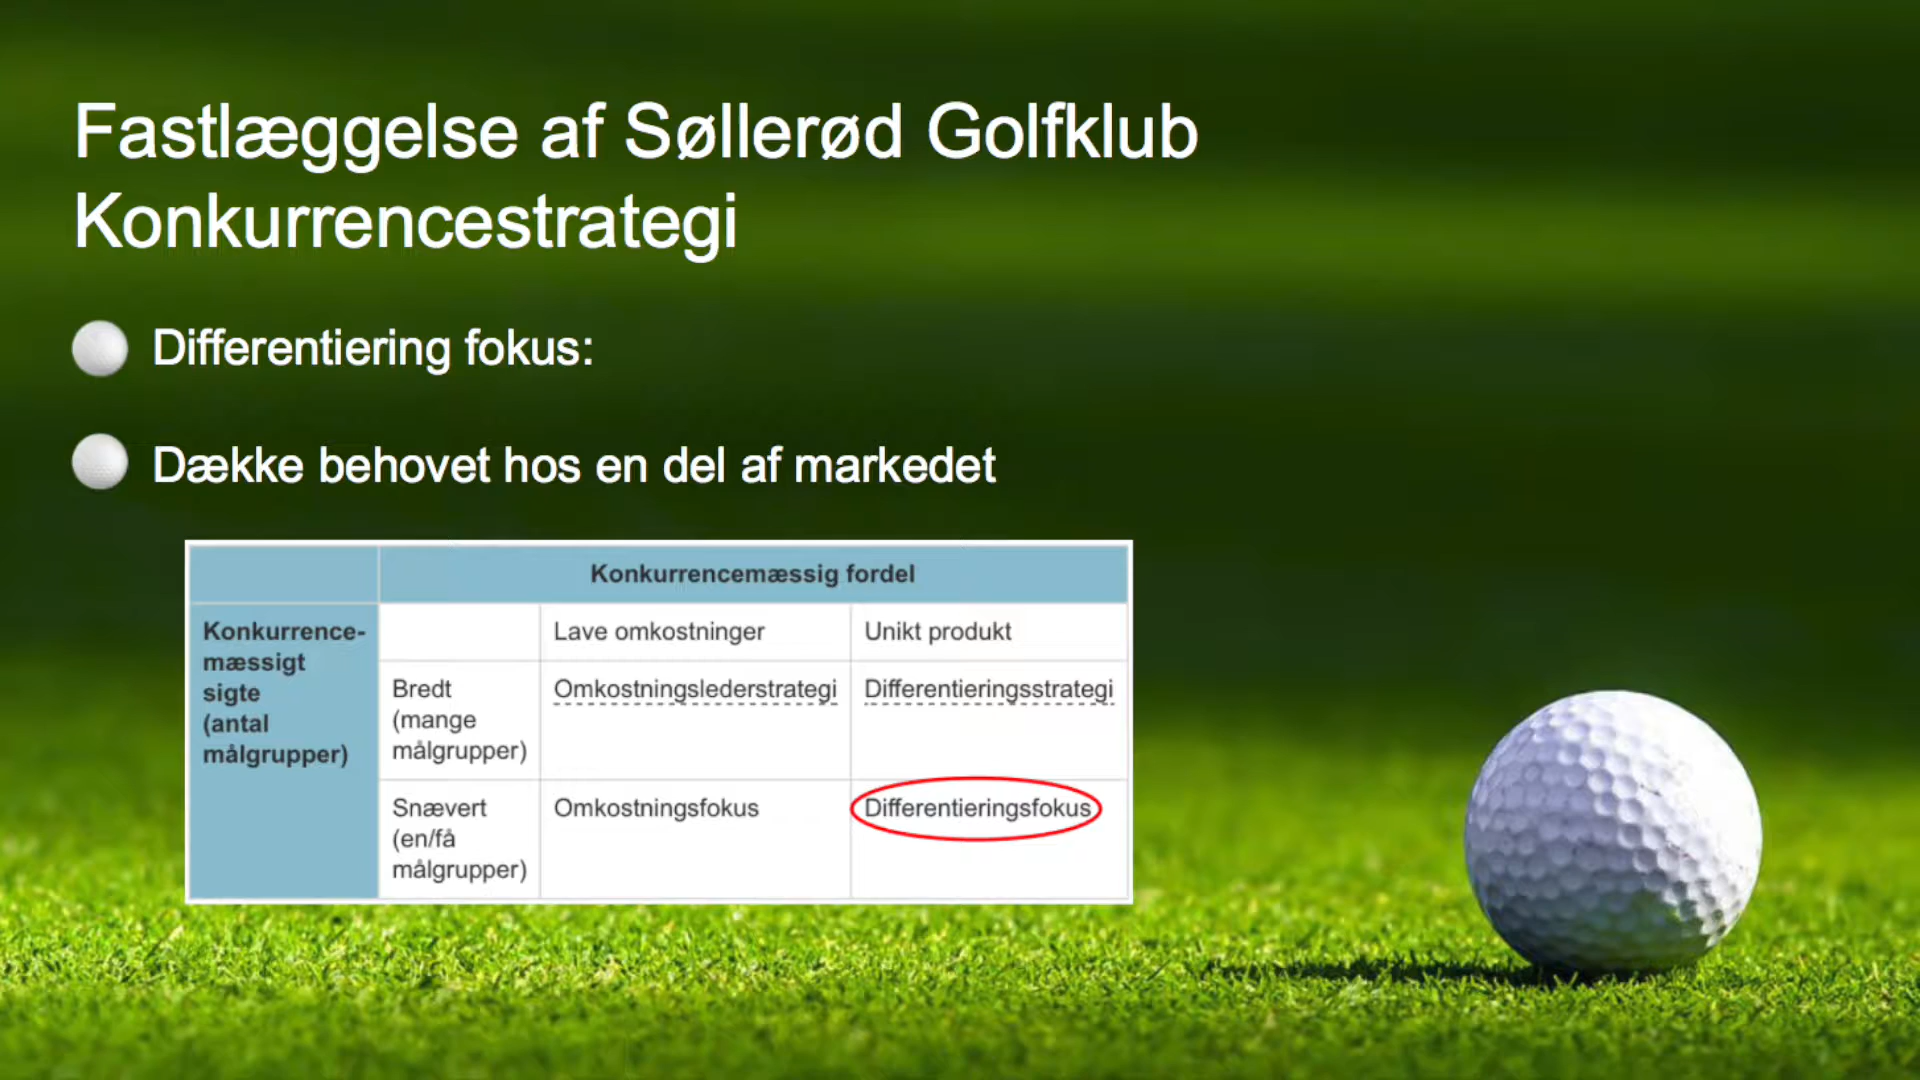 Fastlæggelse af Søllerød Golfklub
Konkurrencestrategi
Differentiering fokus:
Dække behovet hos en del af markedet
Konkurrencemæssig fordel
Konkurrence-
mæssigt
sigte
(antal
målgrupper)
Lave omkostninger
Unikt produkt
Bredt
(mange
målgrupper)
Omkostningslederstrategi
Differentieringsstrategi
Snævert
(en/få
målgrupper)
Omkostningsfokus
Differentieringsfokus